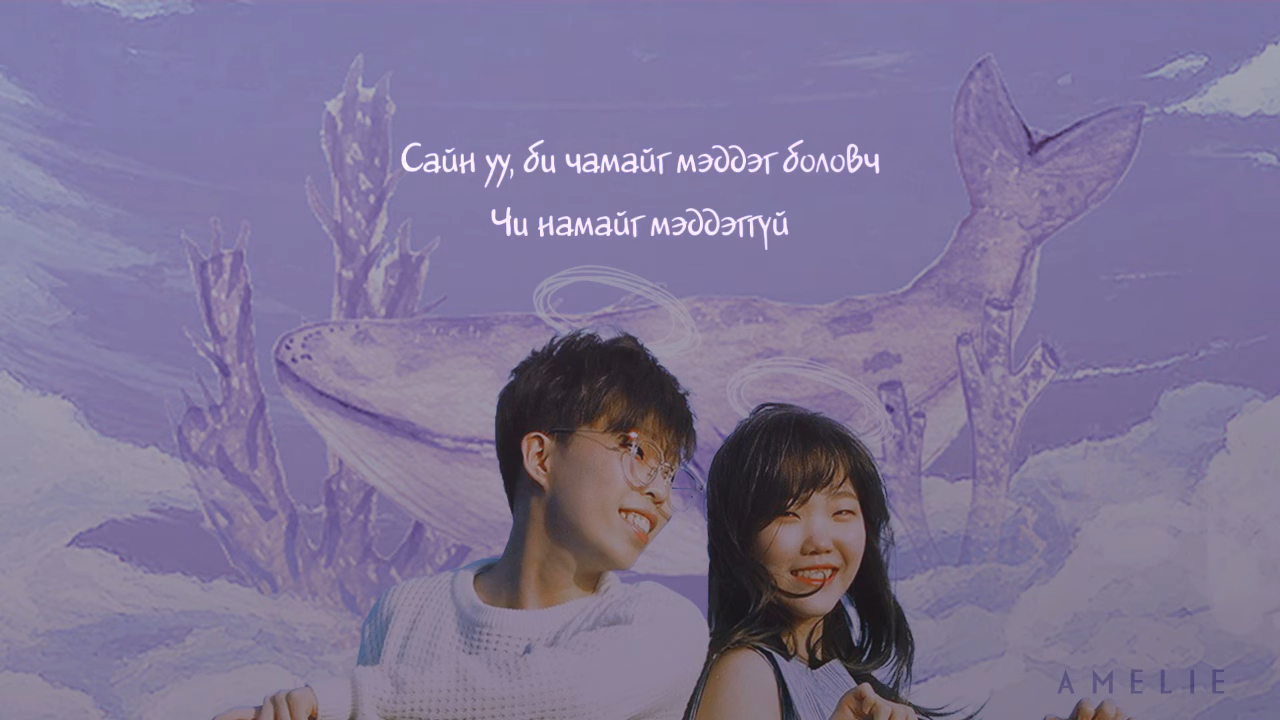 Сайн уу, би чамайг мэддэг боловч
Чи намайг мэддэггүй
AMELIE